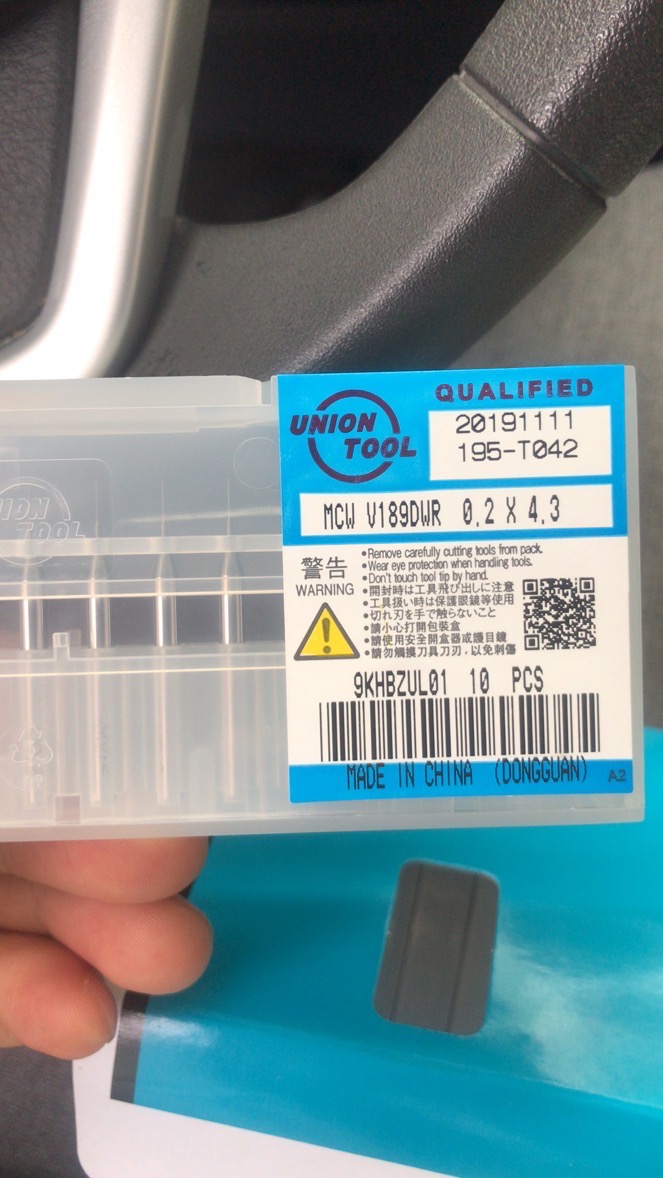 QUALIFIED
UNION
TOOL
20191111
195-T042
MCW V189DWR 0.2 X 4.3
警告
WARNING
•Remove carefully cutting tools from pack.
•Wear eye protection when handling tools.
•Don't touch tool tip by hand.
•開封時は工具飛び出しに注意
•工具扱い時は保護眼鏡等使用
•切れ刃を手で触らないこと
•請小心打開包裝盒
•請使用安全開盒器或護目鏡
•請勿觸摸刀具刀刃，以免刺傷
9KHBZUL01 10 PCS
MADE IN CHINA (DONGGUAN) A2
UNION
TOOL